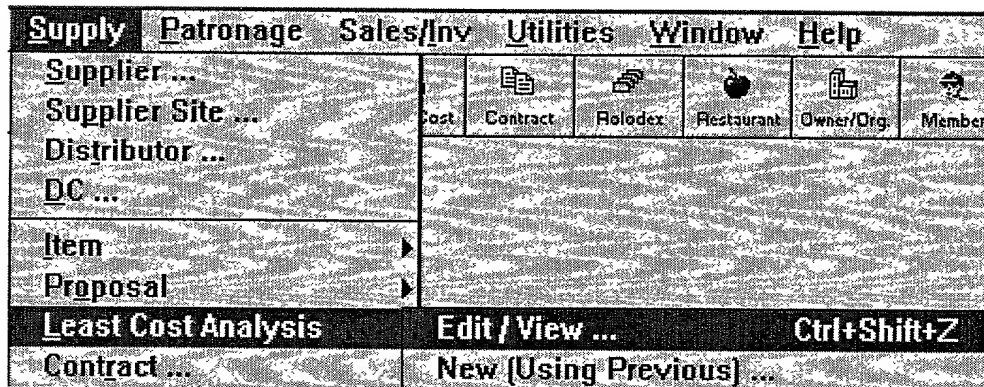 Supply Patronage Sales/Inv Utilities Window Help
Supplier ...
Supplier Site ...
Distributor ...
DC ...
Cost Contract Rolodex Restaurant Owner/Org. Member
Item
Proposal
Least Cost Analysis Edit / View ... Ctrl+Shift+Z
Contract ... New (Using Previous) ...